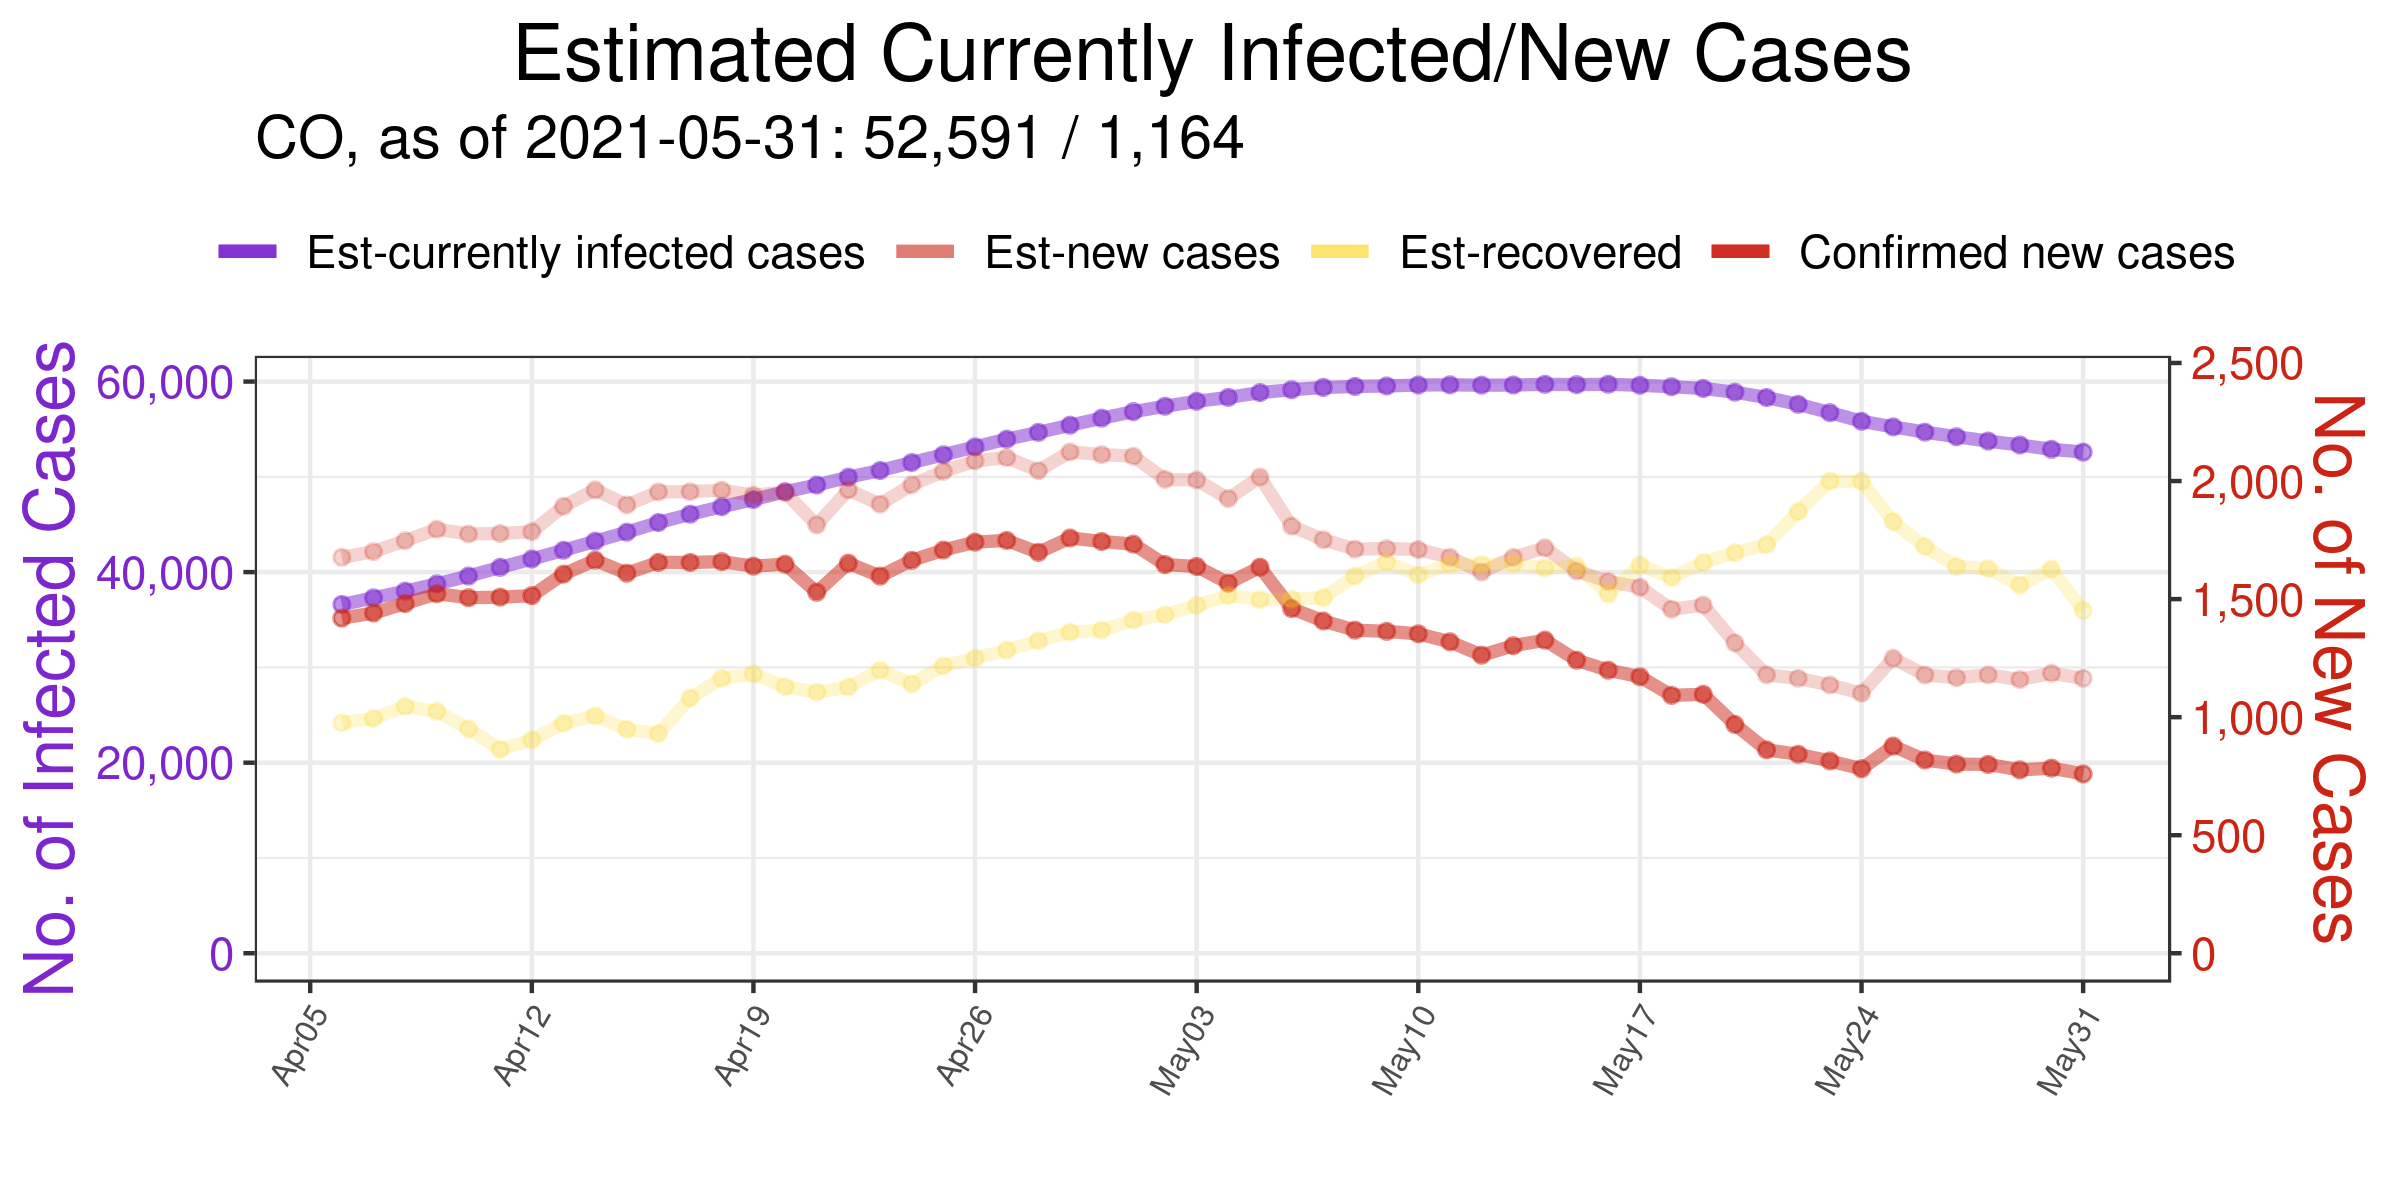 Estimated Currently Infected/New Cases
CO, as of 2021-05-31: 52,591 / 1,164
Est-currently infected cases Est-new cases Est-recovered Confirmed new cases
No. of Infected Cases
60,000
40,000
20,000
0
2,500
2,000
1,500
1,000
500
0
No. of New Cases
Apr05 Apr12 Apr19 Apr26 May03 May10 May17 May24 May31